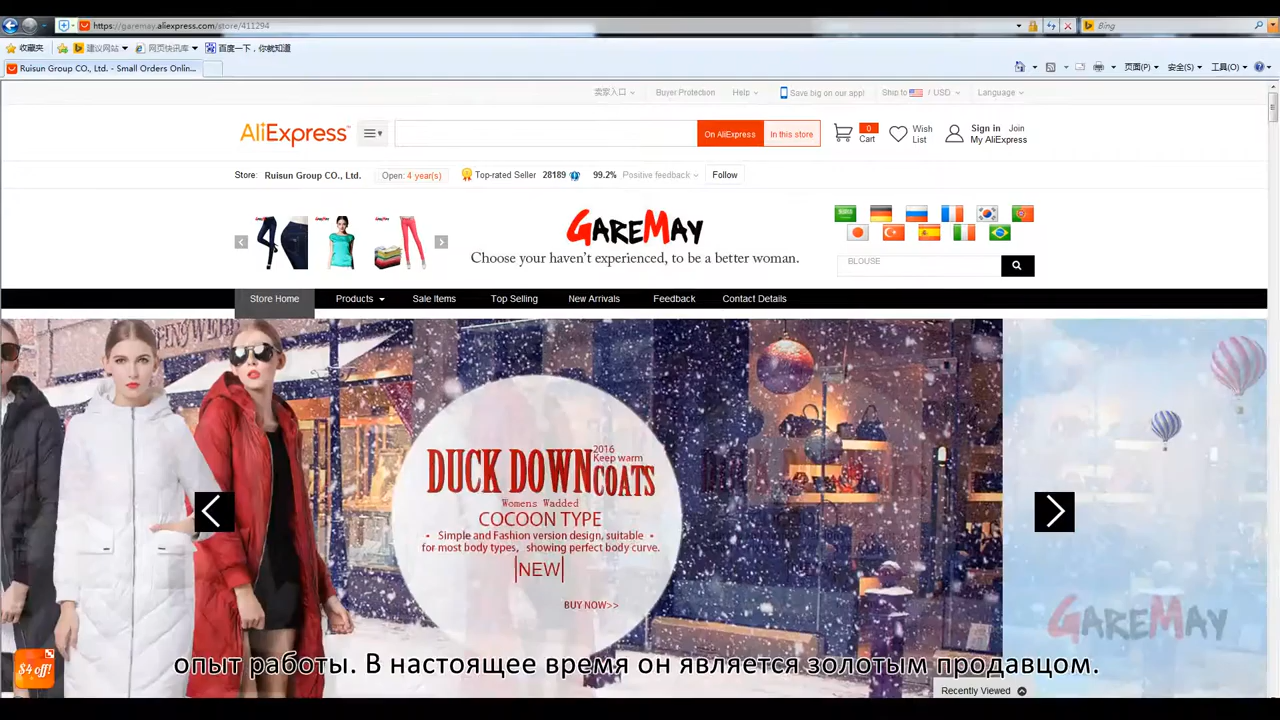 https://garemay.aliexpress.com/store/411294
Bing
收藏夹
建议网站
网页快讯库
百度一下，你就知道
Ruisun Group CO., Ltd. - Small Orders Onlin...
页面(P)
安全(S)
工具(O)
卖家入口
Buyer Protection
Help
Save big on our app!
Ship to / USD
Language
AliExpress
On AliExpress
In this store
0
Cart
Wish
List
Sign in Join
My AliExpress
Store: Ruisun Group CO., Ltd.
Open: 4 year(s)
Top-rated Seller 28189
99.2% Positive feedback
Follow
GAREMAY
Choose your haven't experienced, to be a better woman.
BLOUSE
Store Home
Products
Sale Items
Top Selling
New Arrivals
Feedback
Contact Details
DUCK DOWN COATS
2016
Keep warm
Womens Wadded
COCOON TYPE
• Simple and Fashion version design, suitable •
for most body types, showing perfect body curve.
|NEW|
BUY NOW>>
GAREMAY
$4 off!
опыт работы. В настоящее время он является золотым продавцом.
Recently Viewed